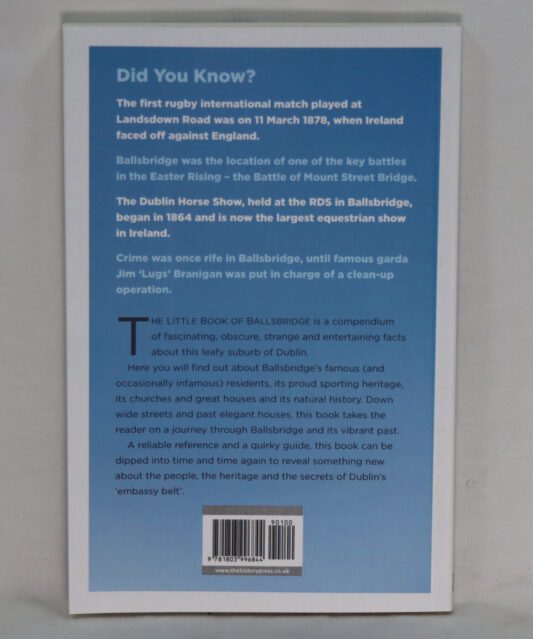 Did You Know?
The first rugby international match played at
Landsdown Road was on 11 March 1878, when Ireland
faced off against England.
Ballsbridge was the location of one of the key battles
in the Easter Rising – the Battle of Mount Street Bridge.
The Dublin Horse Show, held at the RDS in Ballsbridge,
began in 1864 and is now the largest equestrian show
in Ireland.
Crime was once rife in Ballsbridge, until famous garda
Jim ‘Lugs’ Branigan was put in charge of a clean-up
operation.
THE LITTLE BOOK OF BALLSBRIDGE is a compendium
of fascinating, obscure, strange and entertaining facts
about this leafy suburb of Dublin.
Here you will find out about Ballsbridge’s famous (and
occasionally infamous) residents, its proud sporting heritage,
its churches and great houses and its natural history. Down
wide streets and past elegant houses, this book takes the
reader on a journey through Ballsbridge and its vibrant past.
A reliable reference and a quirky guide, this book can be
dipped into time and time again to reveal something new
about the people, the heritage and the secrets of Dublin’s
‘embassy belt’.
90100
9 781803 996844
www.thehistorypress.co.uk